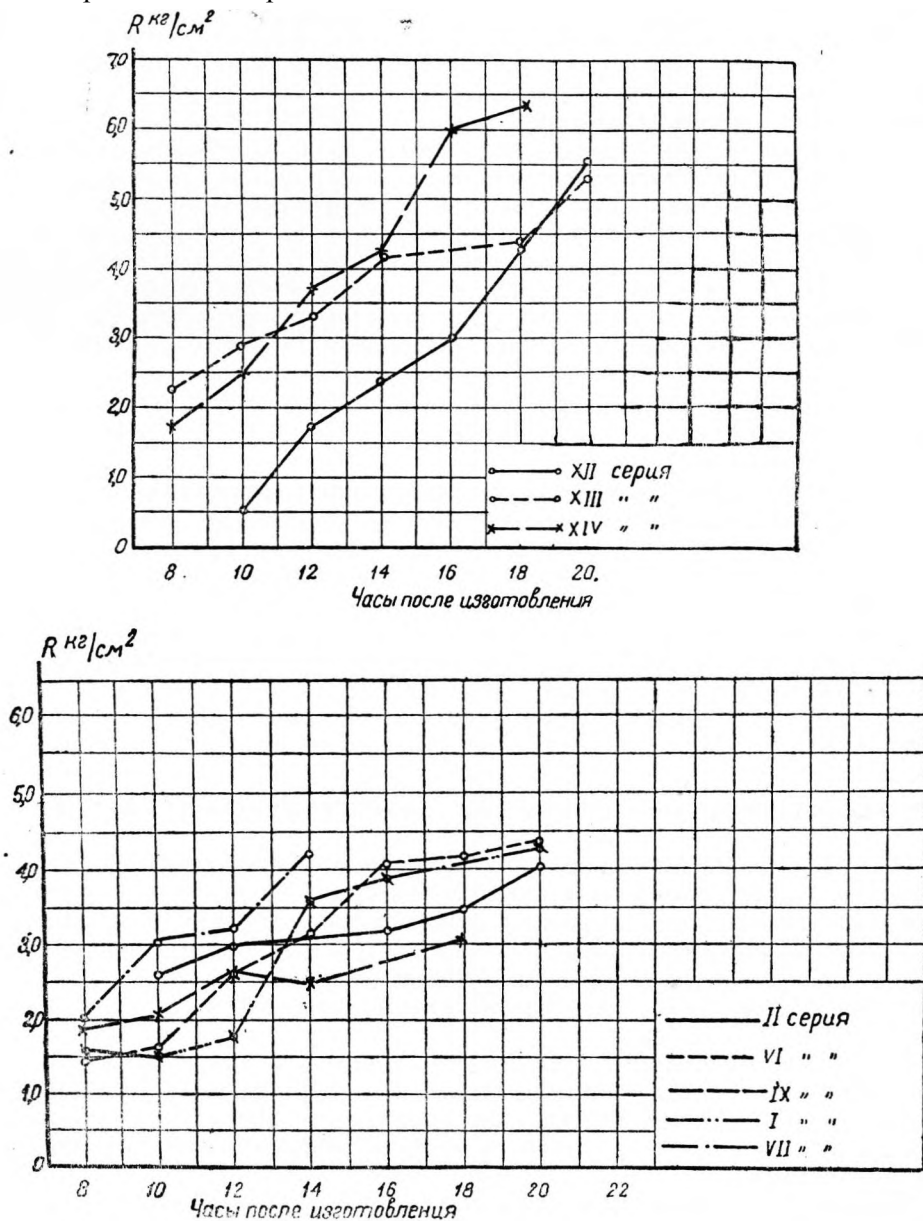 R кг/см²
7,0
6,0
5,0
4,0
3,0
2,0
1,0
0
XII серия
XIII " "
XIV " "
8 10 12 14 16 18 20
Часы после изготовления
R кг/см²
6,0
5,0
4,0
3,0
2,0
1,0
0
II серия
VI " "
IX " "
I " "
VII " "
8 10 12 14 16 18 20 22
Часы после изготовления